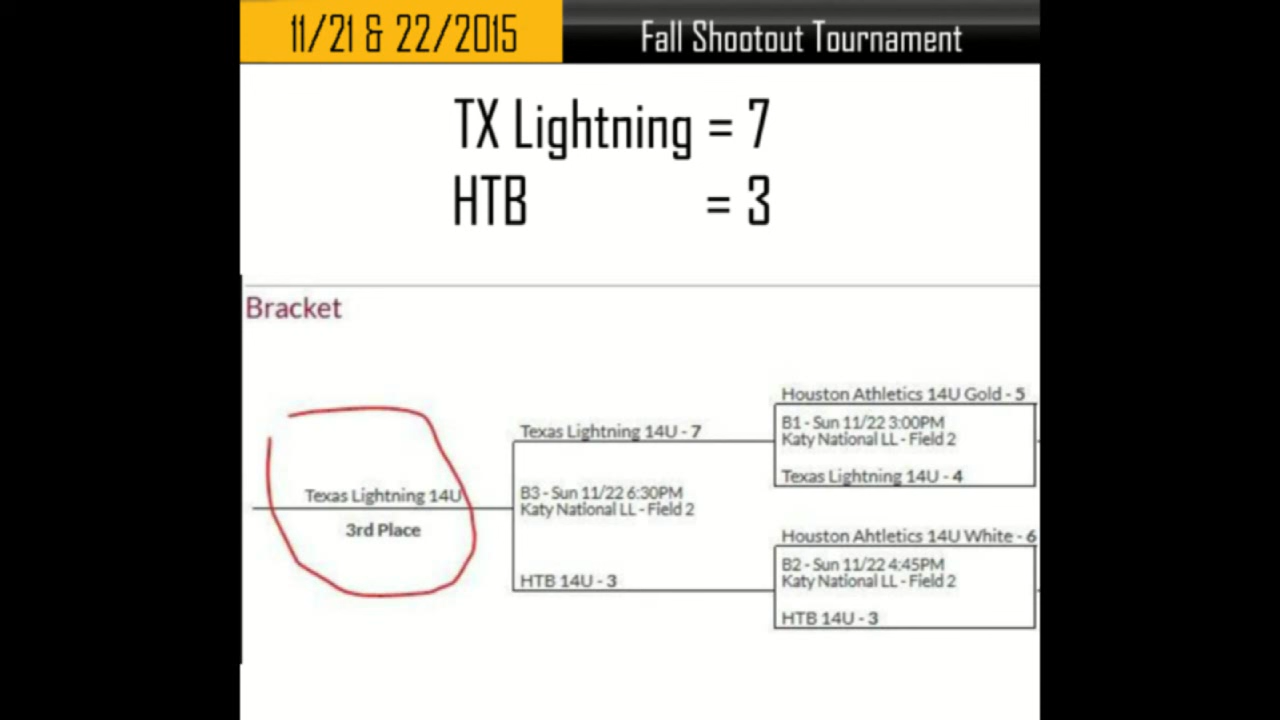 11/21 & 22/2015
Fall Shootout Tournament
TX Lightning = 7
HTB = 3
Bracket
Houston Athletics 14U Gold - 5
B1 - Sun 11/22 3:00PM
Katy National LL - Field 2
Texas Lightning 14U - 4
Texas Lightning 14U - 7
B3 - Sun 11/22 6:30PM
Katy National LL - Field 2
HTB 14U - 3
Texas Lightning 14U
3rd Place
Houston Ahtletics 14U White - 6
B2 - Sun 11/22 4:45PM
Katy National LL - Field 2
HTB 14U - 3